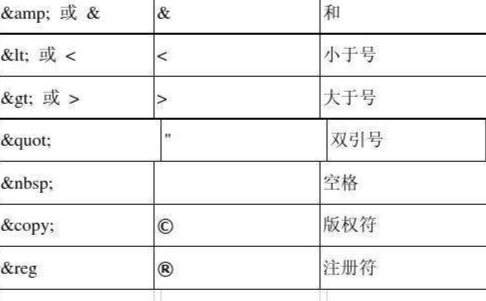 &amp; 或 & & 和
&lt; 或 < < 小于号
&gt; 或 > > 大于号
&quot; " 双引号
&nbsp; 空格
&copy; © 版权符
&reg ® 注册符